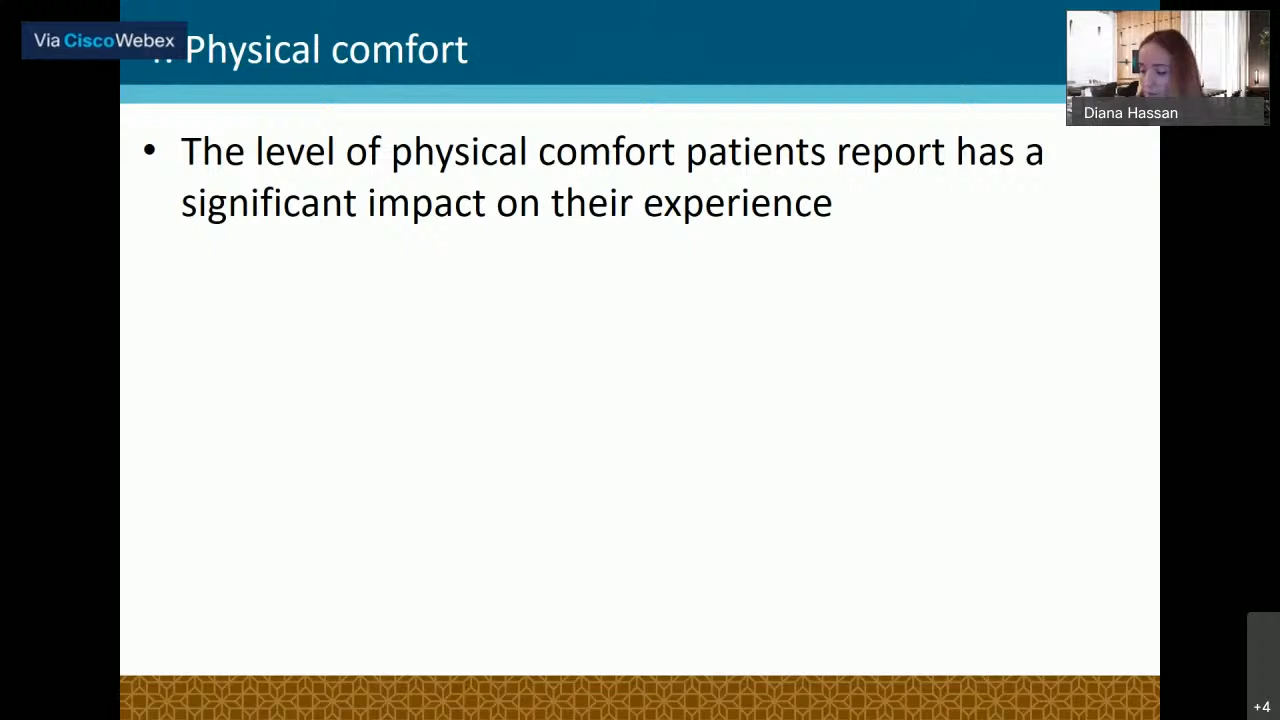 Via CiscoWebex
Physical comfort
Diana Hassan
• The level of physical comfort patients report has a
significant impact on their experience
+4